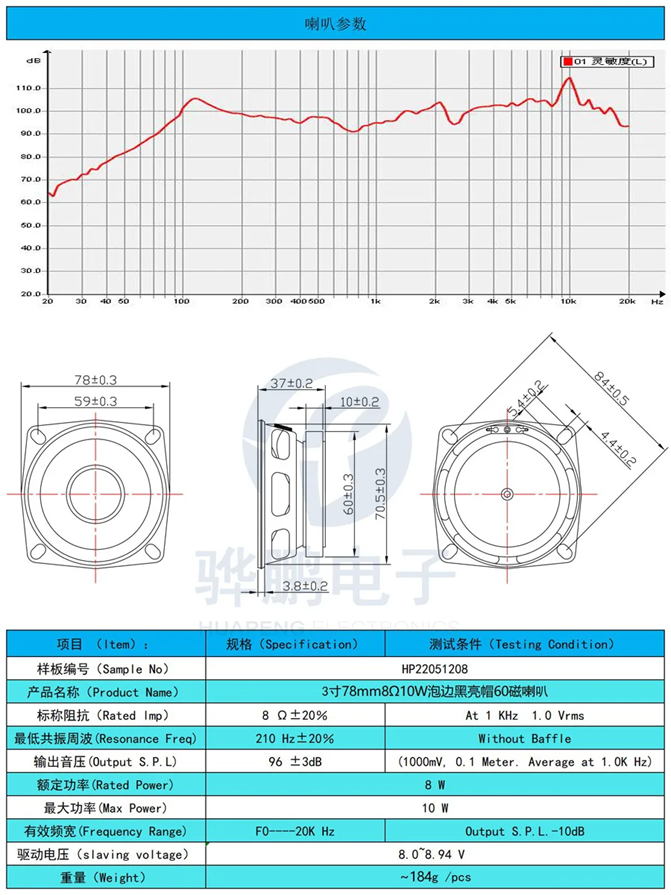 喇叭参数
dB
01 灵敏度(L)
110.0
100.0
90.0
80.0
70.0
60.0
50.0
40.0
30.0
20.0
20 30 40 50 100 200 300 400 500 1k 2k 3k 4k 5k 10k 20k Hz
78±0.3
59±0.3
37±0.2
10±0.2
60±0.3
70.5±0.3
3.8±0.2
84±0.5
5.4±0.2
4.4±0.2
骅鹏电子
HUAPENG ELECTRONICS
项目 （Item）： 规格（Specification） 测试条件（Testing Condition）
样板编号（Sample No） HP22051208
产品名称（Product Name） 3寸78mm8Ω10W泡边黑亮帽60磁喇叭
标称阻抗（Rated Imp） 8 Ω±20% At 1 KHz 1.0 Vrms
最低共振周波(Resonance Freq) 210 Hz±20% Without Baffle
输出音压(Output S.P.L) 96 ±3dB (1000mV, 0.1 Meter. Average at 1.0K Hz)
额定功率(Rated Power) 8 W
最大功率(Max Power) 10 W
有效频宽(Frequency Range) F0----20K Hz Output S.P.L.-10dB
驱动电压（slaving voltage） 8.0~8.94 V
重量（Weight） ~184g /pcs